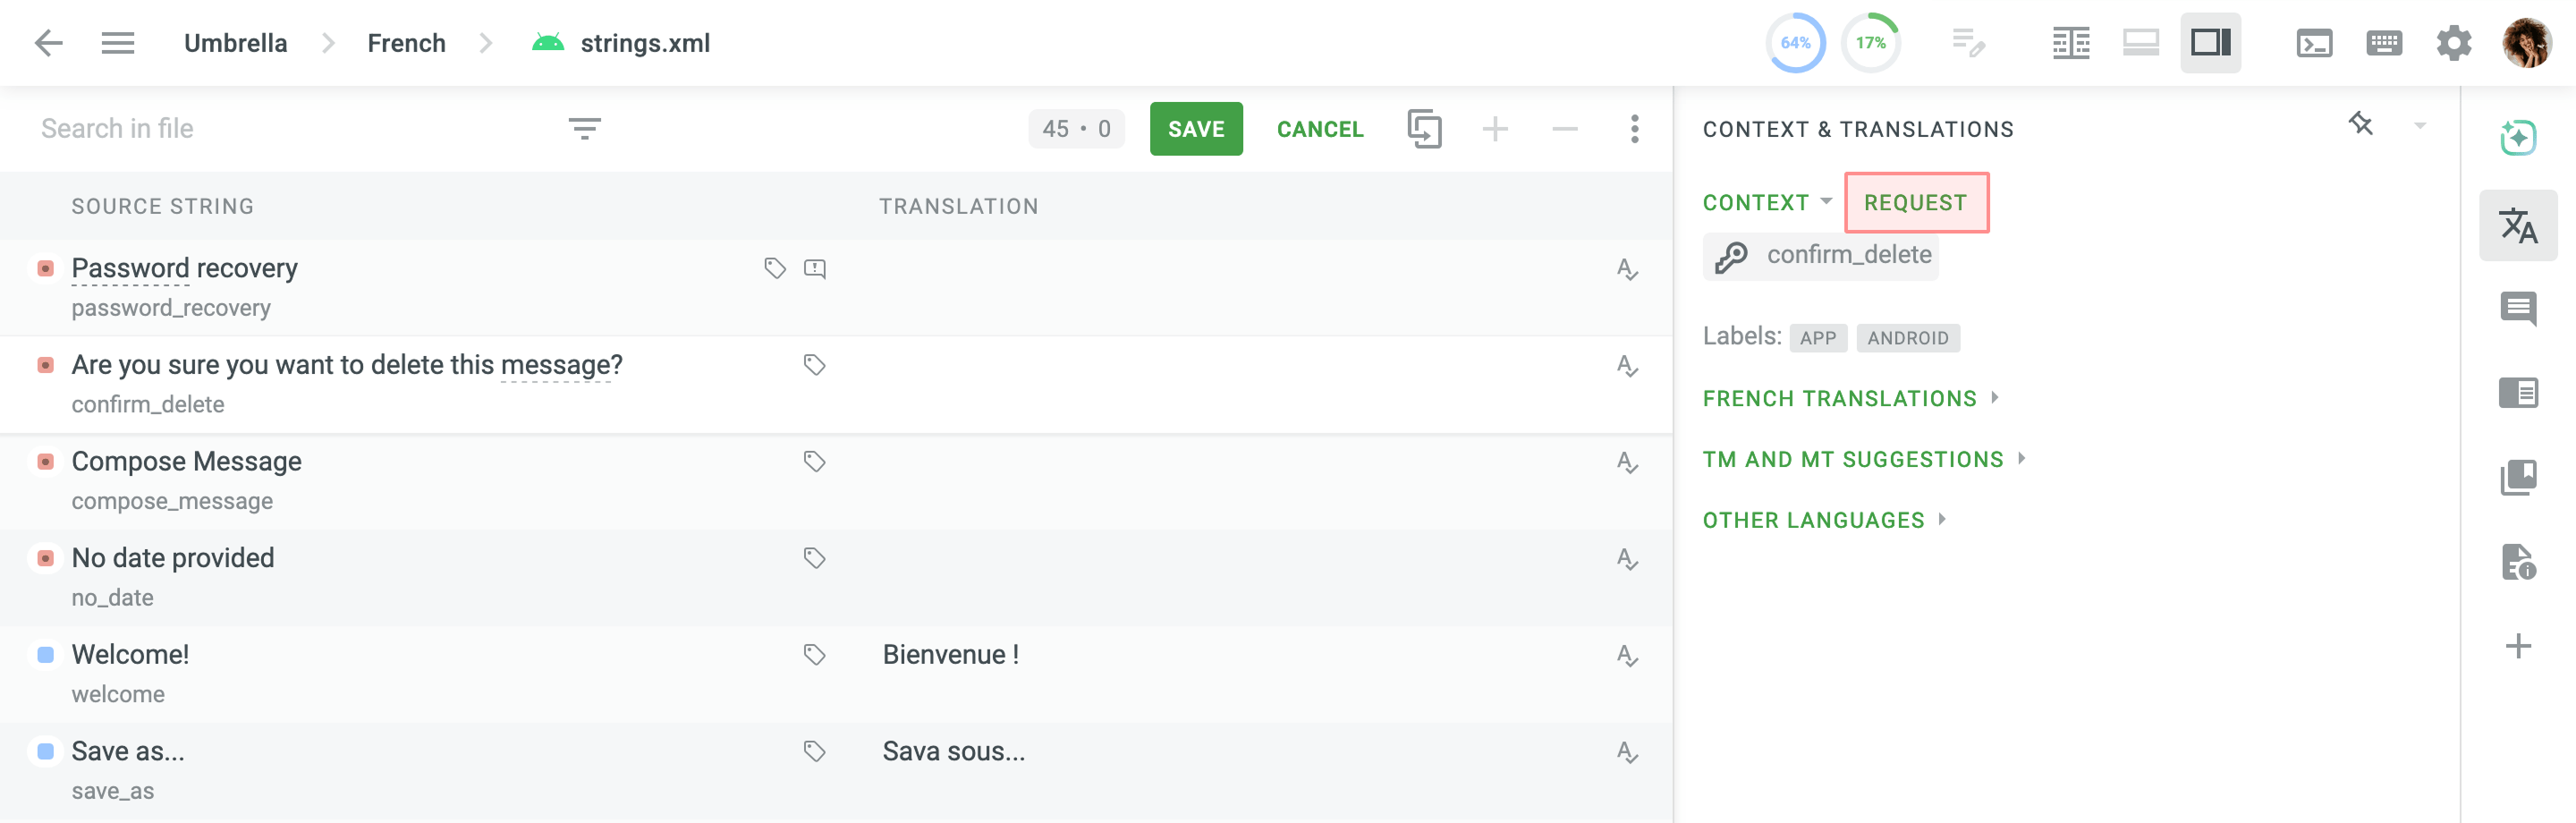 Umbrella French strings.xml 64% 17%
Search in file 45 • 0 SAVE CANCEL
SOURCE STRING TRANSLATION
Password recovery
password_recovery
Are you sure you want to delete this message?
confirm_delete
Compose Message
compose_message
No date provided
no_date
Welcome! Bienvenue !
welcome
Save as... Sava sous...
save_as
CONTEXT & TRANSLATIONS
CONTEXT REQUEST
confirm_delete
Labels: APP ANDROID
FRENCH TRANSLATIONS
TM AND MT SUGGESTIONS
OTHER LANGUAGES